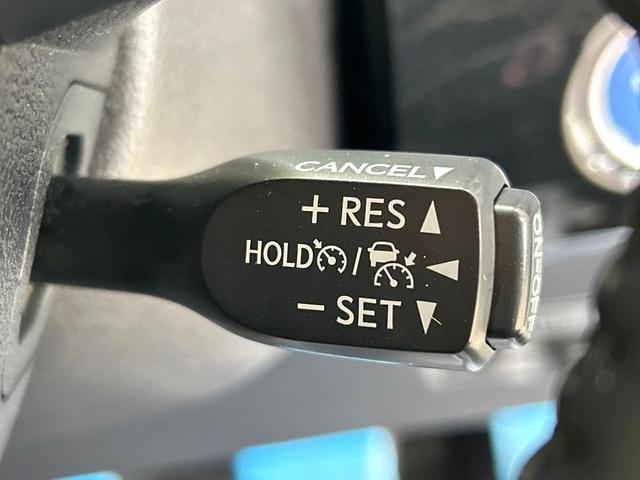 CANCEL▼
+ RES ▲
HOLD / ◀
− SET ▼
ON-OFF